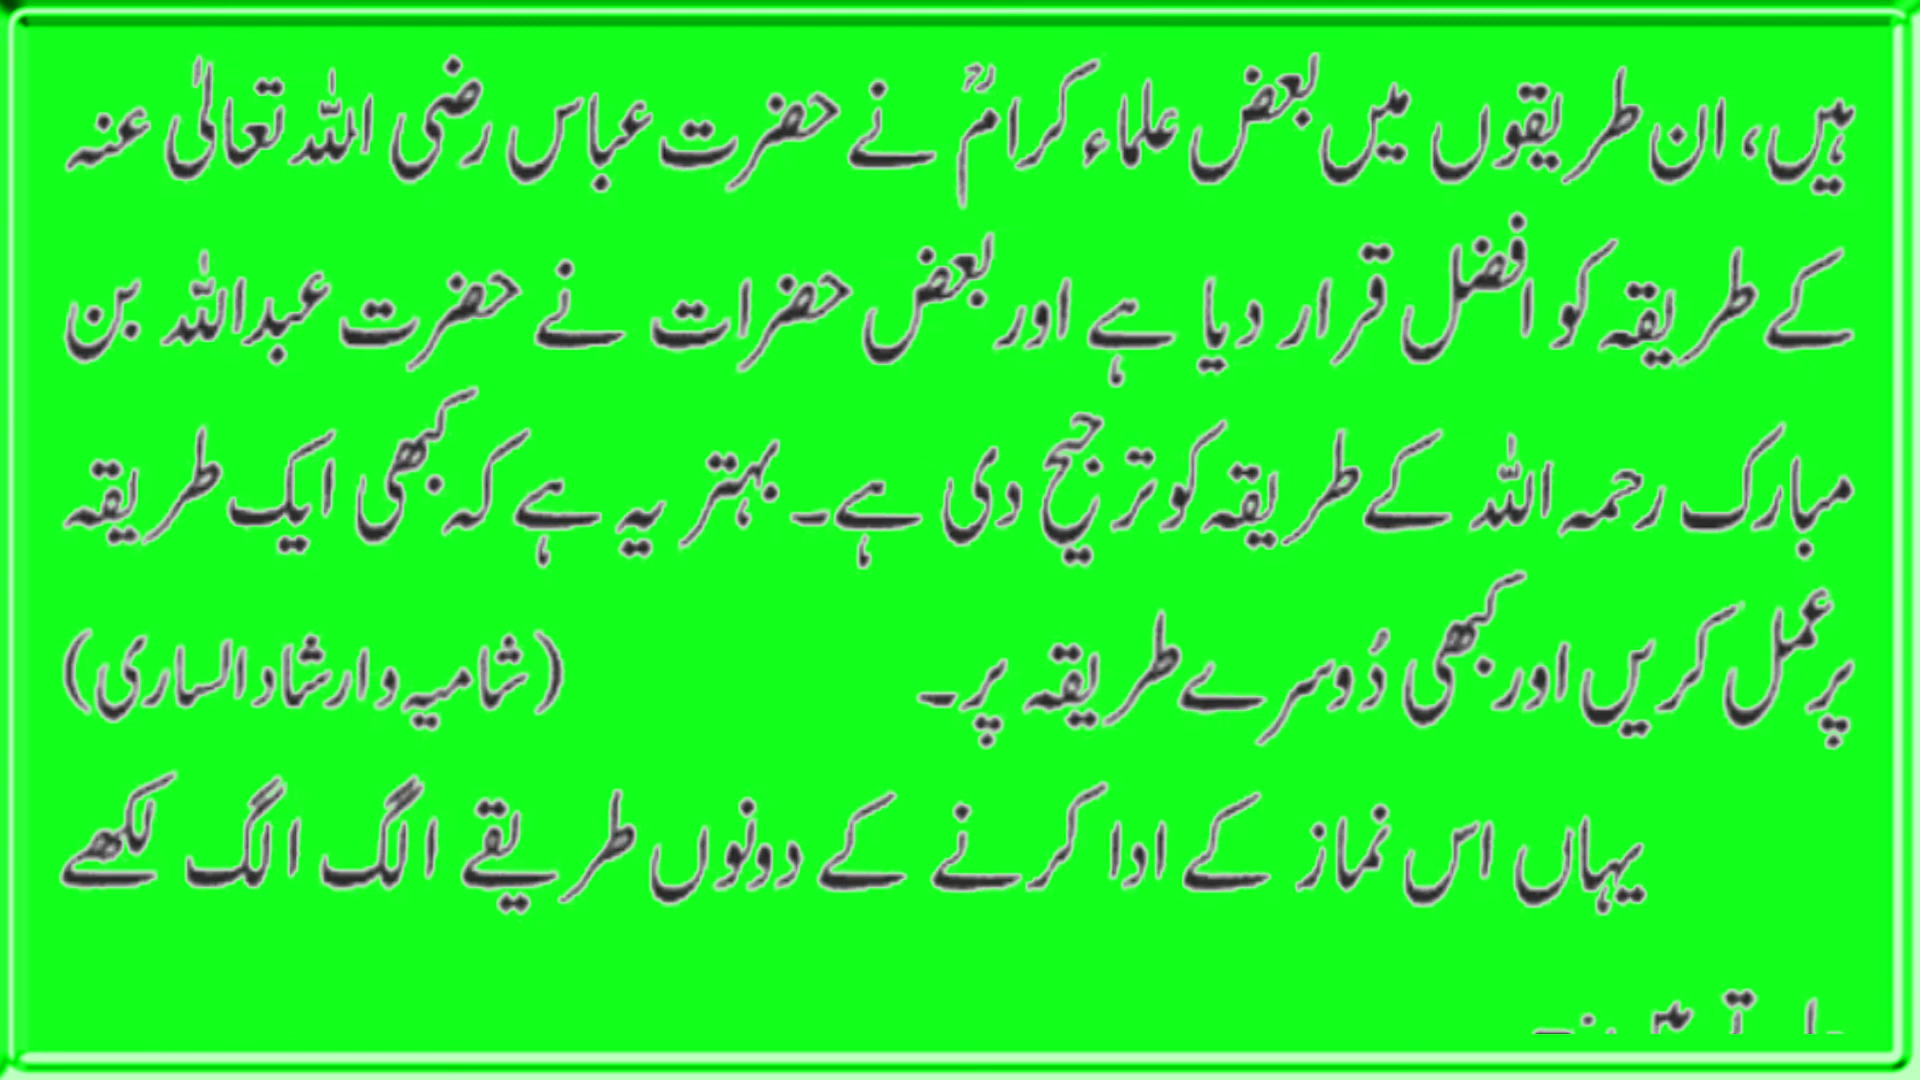 ہیں، ان طریقوں میں بعض علماء کرامؒ نے حضرت عباس رضی اللہ تعالیٰ عنہ
کے طریقہ کو افضل قرار دیا ہے اور بعض حضرات نے حضرت عبداللہ بن
مبارک رحمہ اللہ کے طریقہ کو ترجیح دی ہے۔ بہتر یہ ہے کہ کبھی ایک طریقہ
پر عمل کریں اور کبھی دُوسرے طریقہ پر۔ (شامیہ و ارشاد الساری)
یہاں اس نماز کے ادا کرنے کے دونوں طریقے الگ الگ لکھے